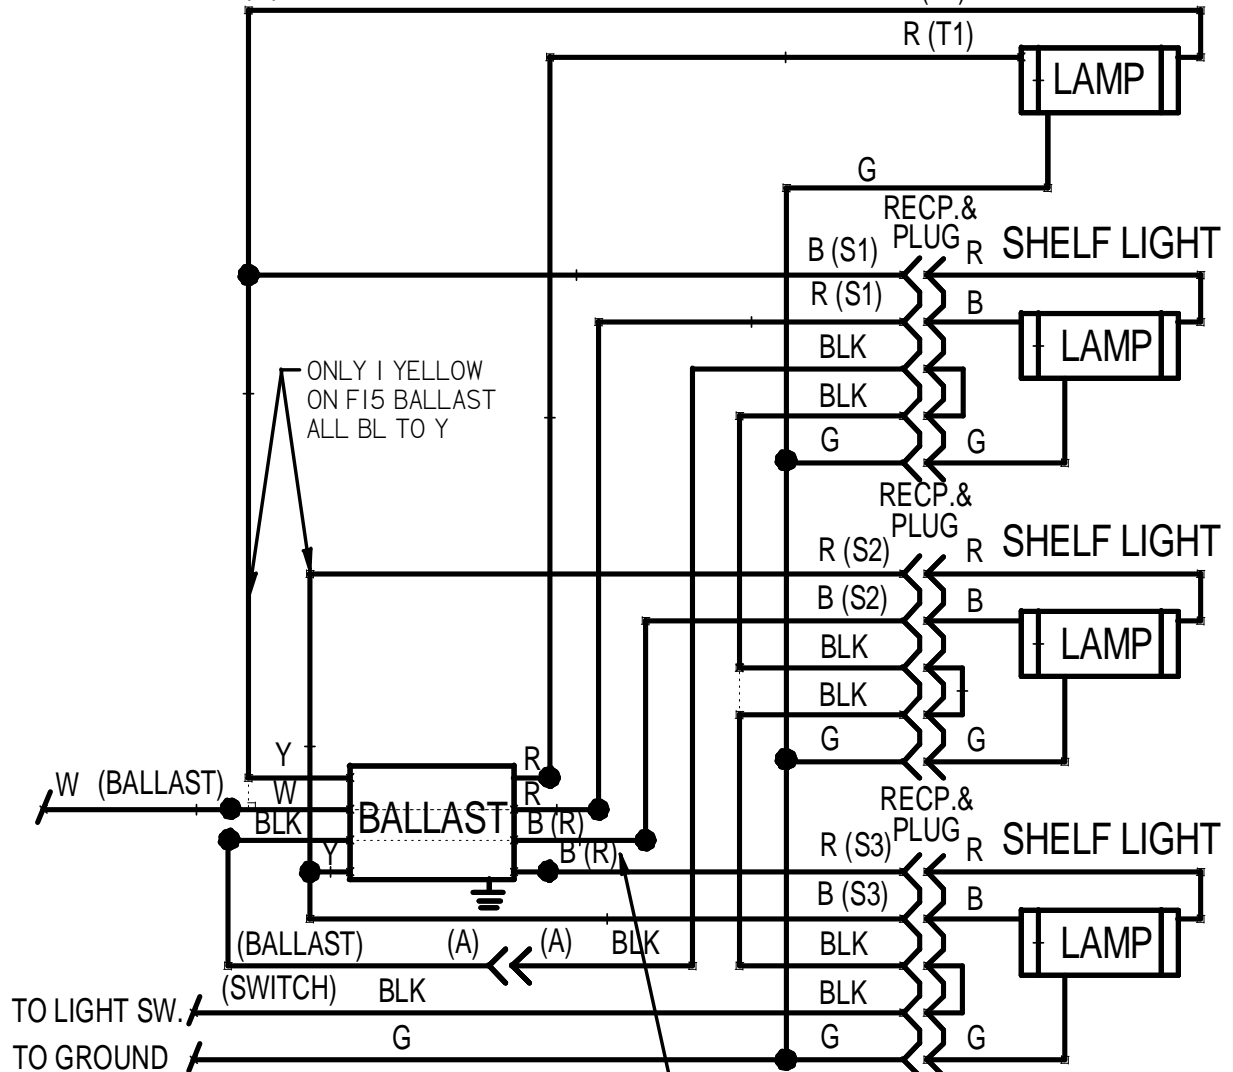 R (T1)
LAMP
G
RECP.&
PLUG
SHELF LIGHT
B (S1)
R
R (S1)
B
BLK
LAMP
ONLY 1 YELLOW
ON F15 BALLAST
ALL BL TO Y
BLK
G
G
RECP.&
PLUG
SHELF LIGHT
R (S2)
R
B (S2)
B
BLK
LAMP
BLK
G
G
Y
R
W (BALLAST)
W
R
RECP.&
PLUG
SHELF LIGHT
BLK
BALLAST
B (R)
Y
B (R)
R (S3)
R
B (S3)
B
(BALLAST)
(A)
(A)
BLK
BLK
LAMP
(SWITCH)
BLK
BLK
TO LIGHT SW.
G
G
G
TO GROUND